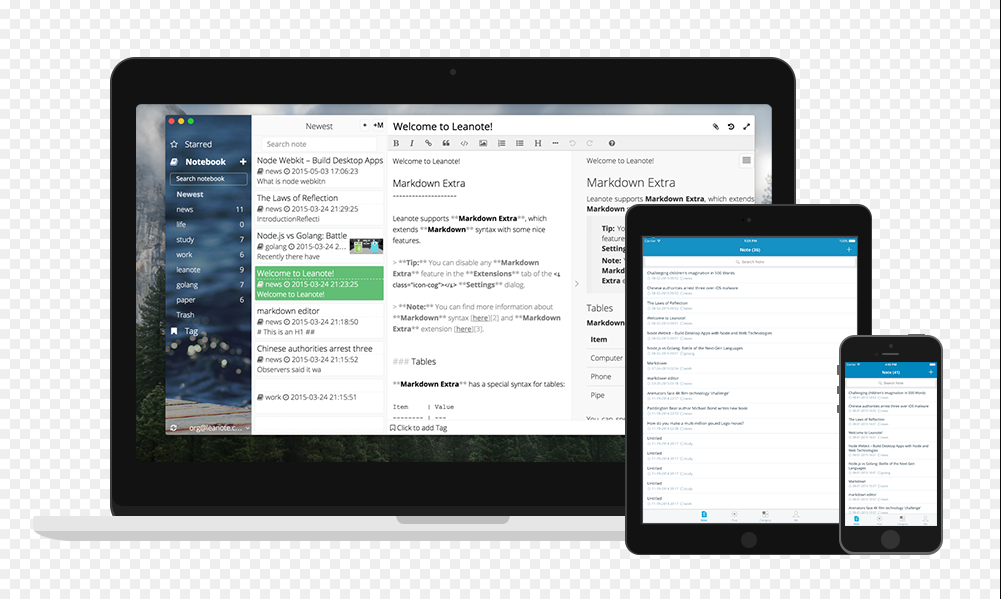 Starred
Notebook +
Search notebook
Newest
news 11
life 0
study 7
work 6
leanote 9
golang 7
paper 6
Trash
Tag
org@leanote.c...
Newest
+M
Search note
Node Webkit – Build Desktop Apps
news 2015-05-03 17:06:23
What is node webkitn
The Laws of Reflection
news 2015-03-24 21:29:25
IntroductionReflecti
Node.js vs Golang: Battle
golang 2015-03-24 2...
Recently there have
Welcome to Leanote!
news 2015-03-24 21:23:25
Welcome to Leanote!
markdown editor
news 2015-03-24 21:18:50
# This is an H1 ##
Chinese authorities arrest three
news 2015-03-24 21:15:52
Observers said it wa
work 2015-03-24 21:15:51
Welcome to Leanote!
B I H
Welcome to Leanote!
Markdown Extra
--------------------
Leanote supports **Markdown Extra**, which
extends **Markdown** syntax with some nice
features.
> **Tip:** You can disable any **Markdown
Extra** feature in the **Extensions** tab of the <i
class="icon-cog"></i> **Settings** dialog.
> **Note:** You can find more information about
**Markdown** syntax [here][2] and **Markdown
Extra** extension [here][3].
### Tables
**Markdown Extra** has a special syntax for tables:
Item | Value
-------- | ---
Click to add Tag
Welcome to Leanote!
Markdown Extra
Leanote supports Markdown Extra, which extends
Markdown
Tip: Y
featu
Settin
Note:
Markd
Extra
Tables
Markdown
Item
Computer
Phone
Pipe
You can spe
Note (36)
Search Note
Changing children's imagination in 500 Words
Chinese authorities arrest three over iOS malware
The Laws of Reflection
Welcome to Leanote!
Node Webkit – Build Desktop Apps with Node and Web Technologies
Node.js vs Golang: Battle of the Next-Gen Languages
Markdown
Markdown editor
Animators face 4K film technology 'challenge'
Paddington Bear author Michael Bond writes new book
How do you make a multi-million pound Lego movie?
Untitled
Untitled
Untitled
Untitled
Untitled
Note
Note (41)
Search Note
Changing children's imagination in 500 Words
Chinese authorities arrest three over iOS malware
The Laws of Reflection
Welcome to Leanote!
Node Webkit – Build Desktop Apps with Node and
Web Technologies
Node.js vs Golang: Battle of the Next-Gen
Languages
Markdown
markdown editor
Animators face 4K film technology 'challenge'